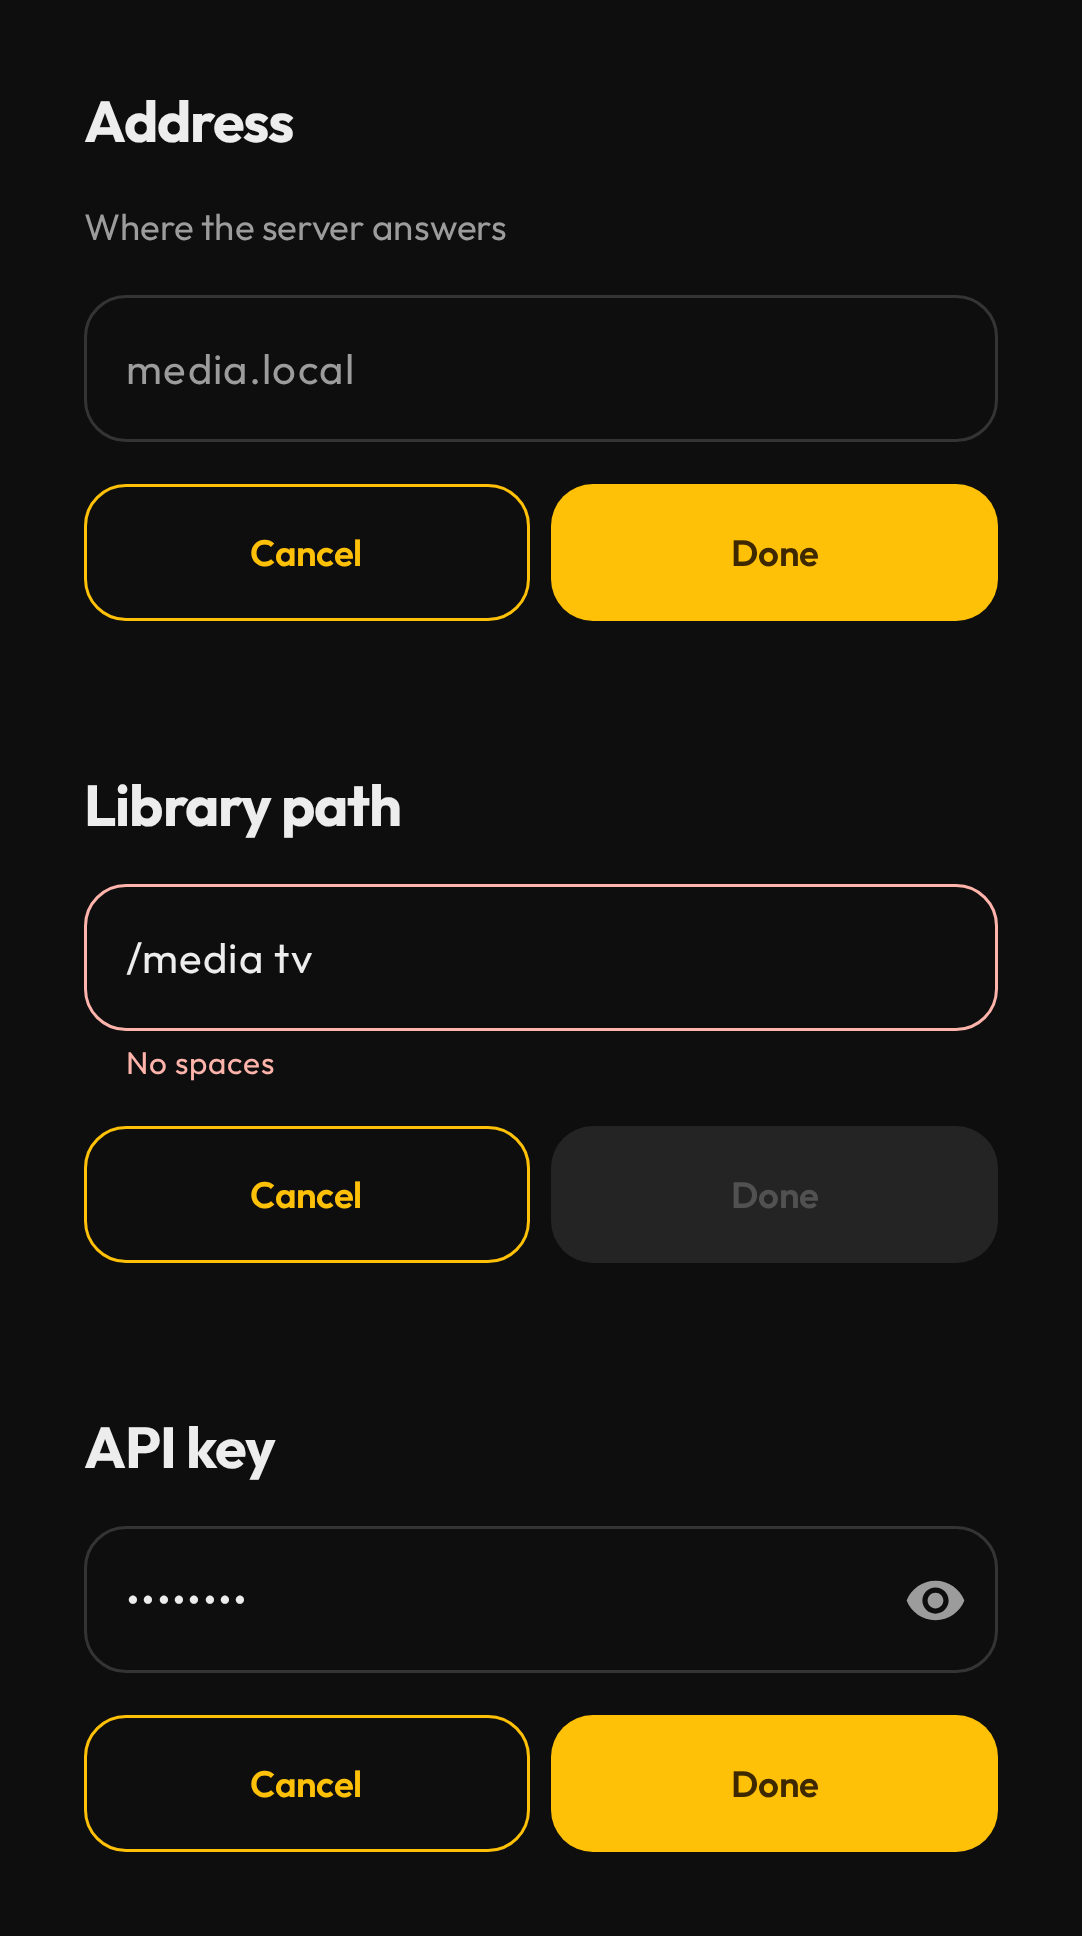 Address
Where the server answers
media.local
Cancel
Done
Library path
/media tv
No spaces
Cancel
Done
API key
••••••••
Cancel
Done